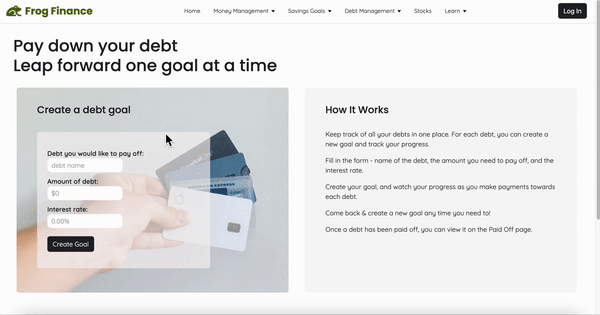 Frog Finance
Home Money Management Savings Goals Debt Management Stocks Learn Log In
Pay down your debt
Leap forward one goal at a time
Create a debt goal
Debt you would like to pay off:
debt name
Amount of debt:
$0
Interest rate:
0.00%
Create Goal
How It Works
Keep track of all your debts in one place. For each debt, you can create a
new goal and track your progress.
Fill in the form - name of the debt, the amount you need to pay off, and the
interest rate.
Create your goal, and watch your progress as you make payments towards
each debt.
Come back & create a new goal any time you need to!
Once a debt has been paid off, you can view it on the Paid Off page.